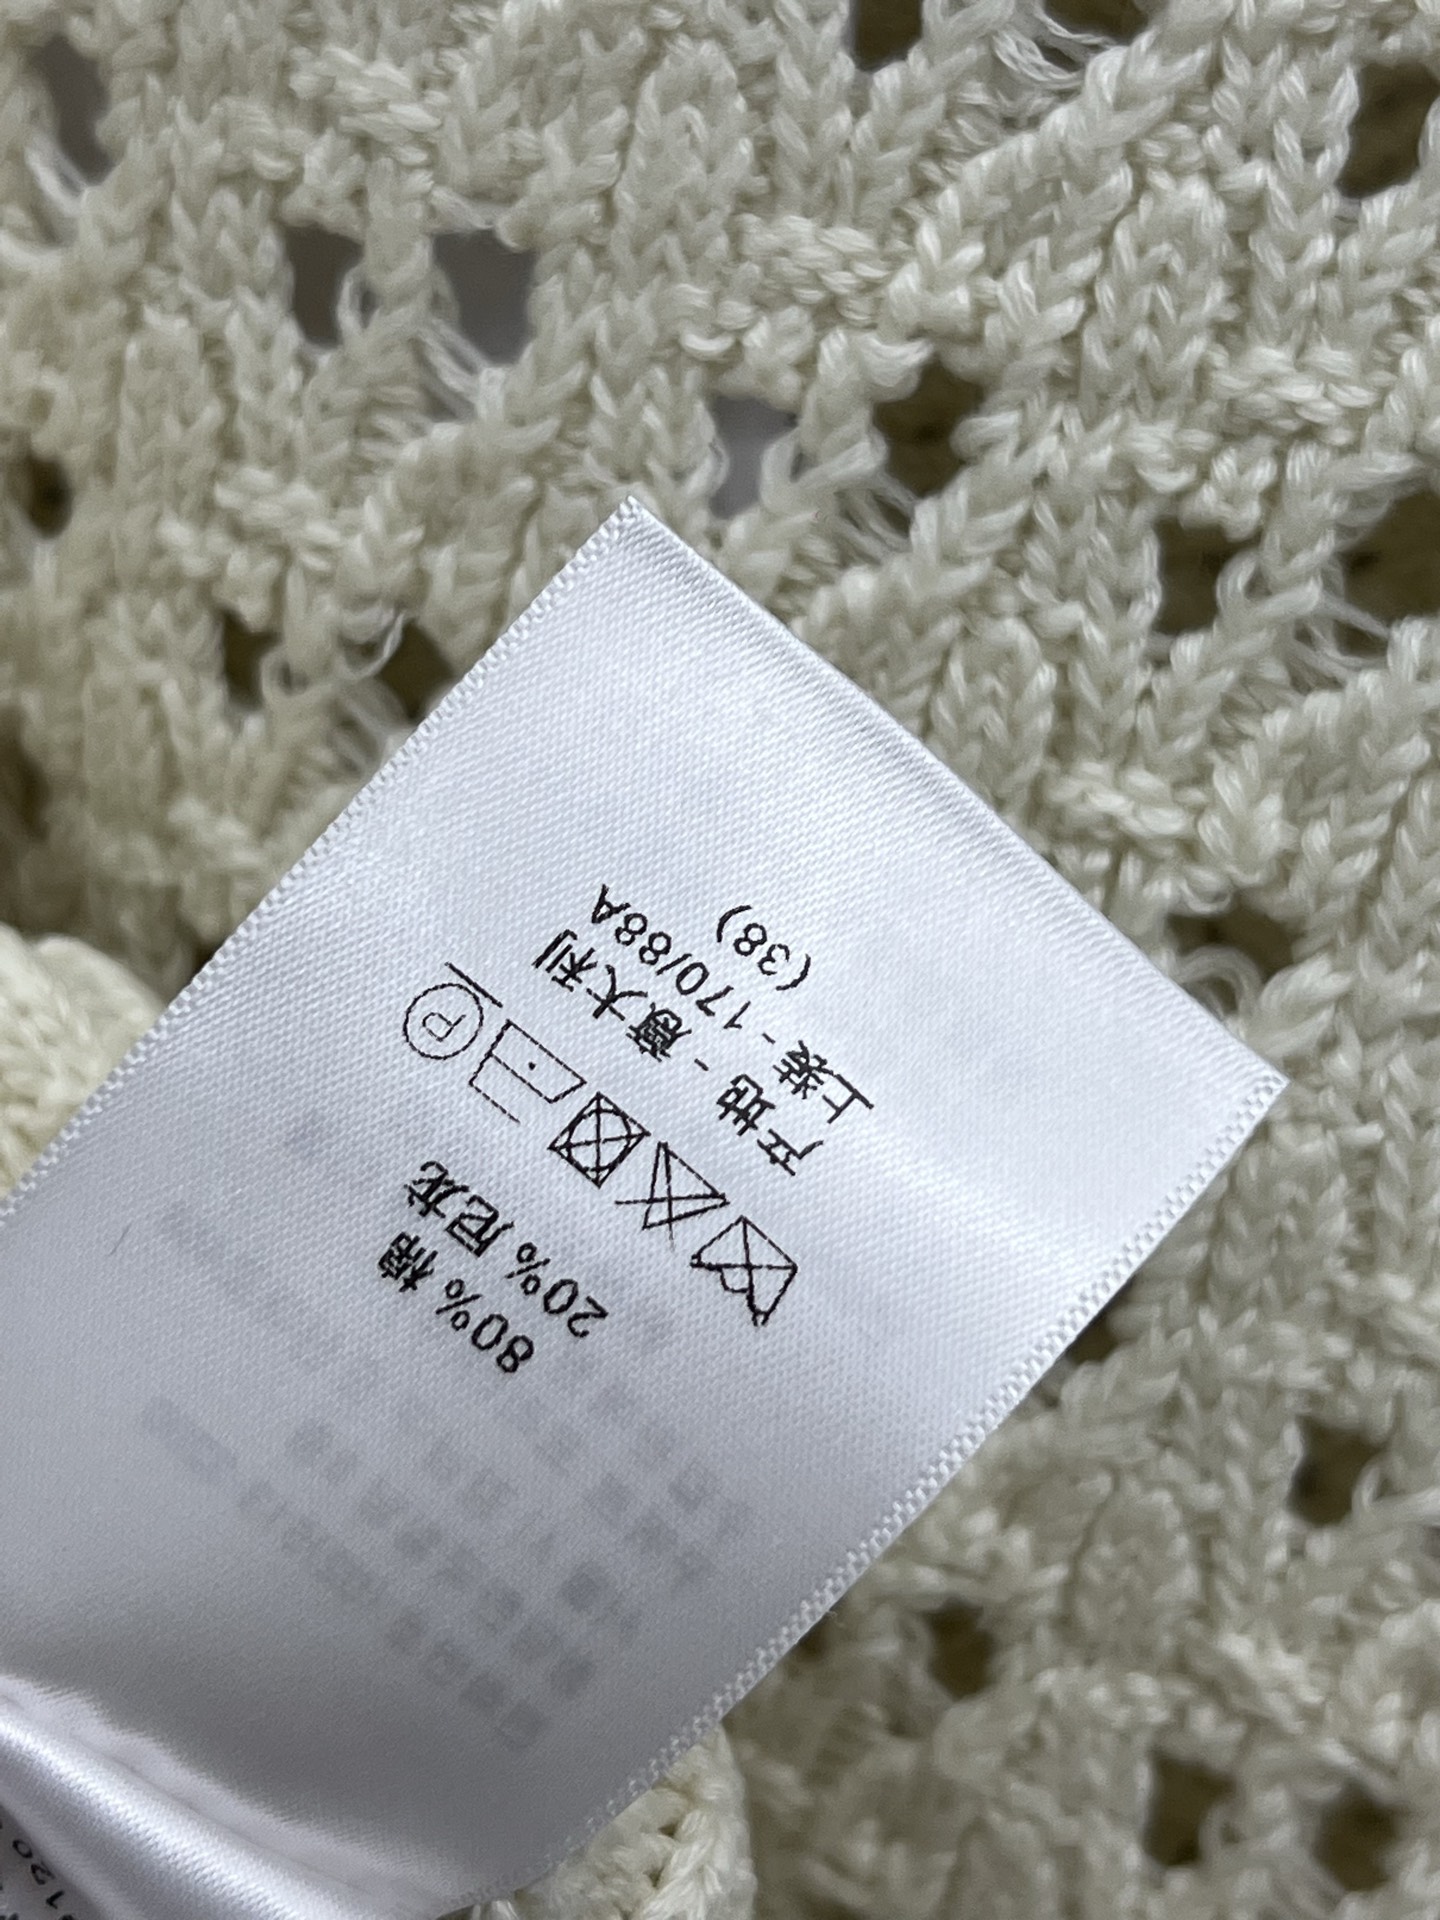 80% 棉
20% 尼龙
P
产地 - 意大利
上装 - 170/88A
(38)